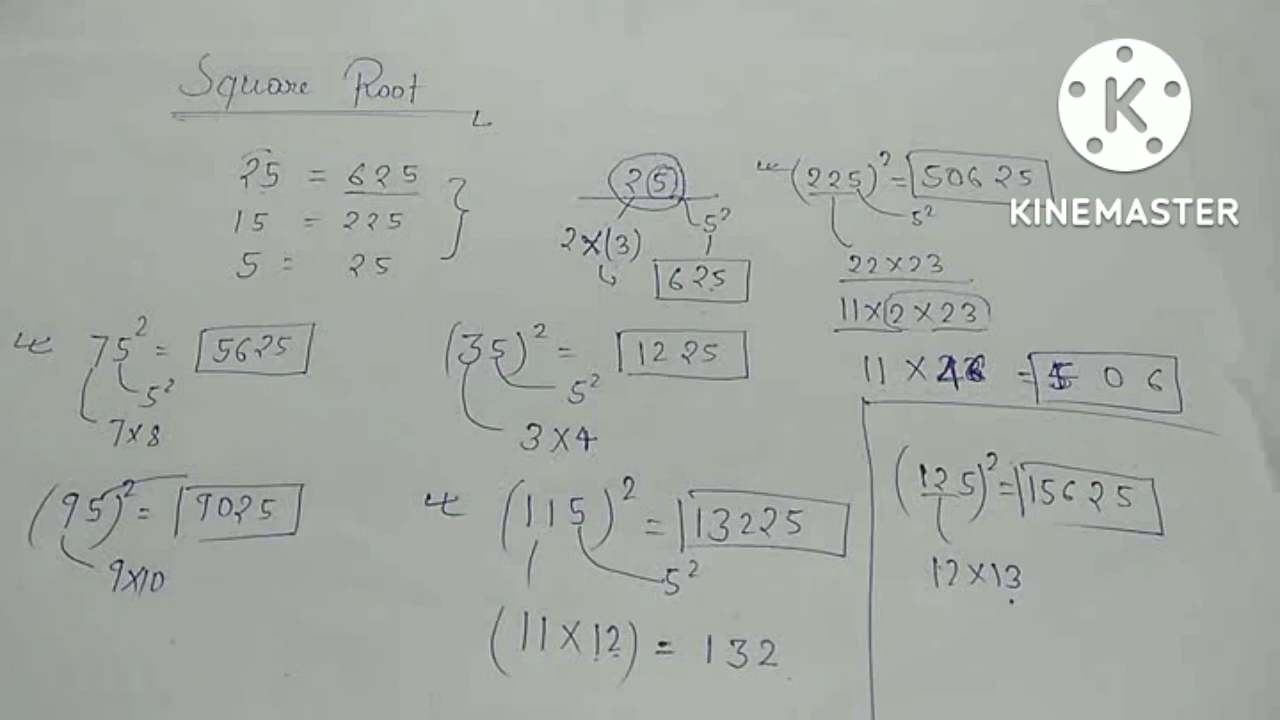 Square Root
25 = 625
15 = 225
5 = 25
25
5²
2×(3)
625
(225)² = 50625
5²
22×23
11×2×23
11 × 46 = 506
K
KINEMASTER
75² = 5625
5²
7×8
(35)² = 1225
5²
3×4
(95)² = 9025
9×10
(115)² = 13225
5²
(11×12) = 132
(125)² = 15625
12×13